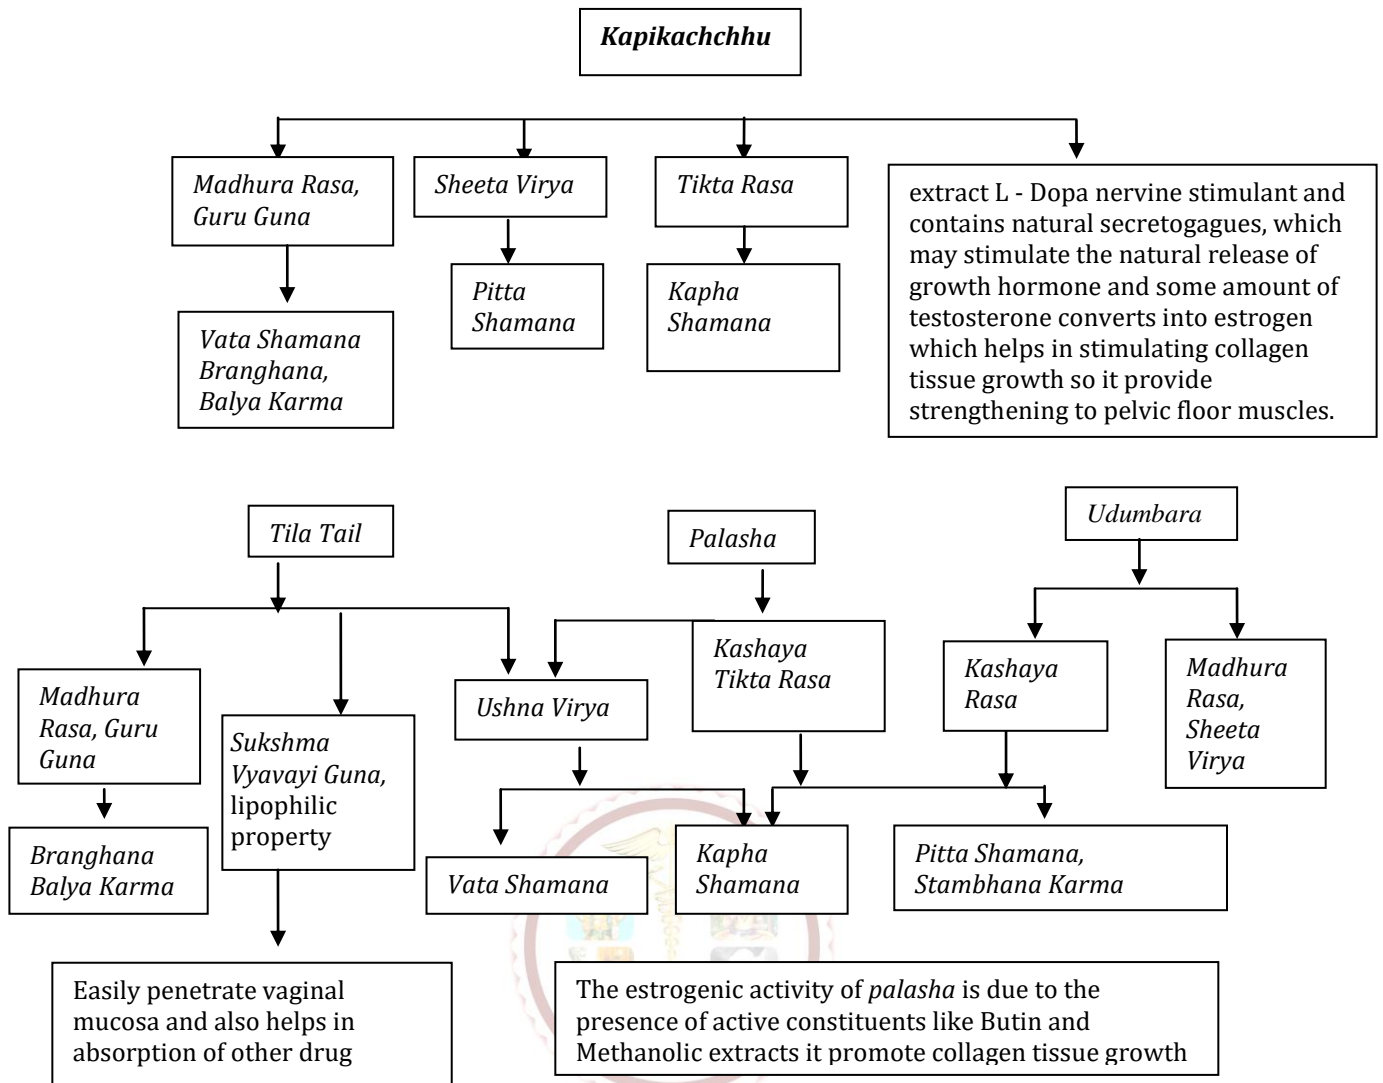 Kapikachchhu
Madhura Rasa,
Guru Guna
Sheeta Virya
Tikta Rasa
extract L - Dopa nervine stimulant and
contains natural secretogagues, which
may stimulate the natural release of
growth hormone and some amount of
testosterone converts into estrogen
which helps in stimulating collagen
tissue growth so it provide
strengthening to pelvic floor muscles.
Vata Shamana
Branghana,
Balya Karma
Pitta
Shamana
Kapha
Shamana
Tila Tail
Palasha
Udumbara
Madhura
Rasa, Guru
Guna
Sukshma
Vyavayi Guna,
lipophilic
property
Ushna Virya
Kashaya
Tikta Rasa
Kashaya
Rasa
Madhura
Rasa,
Sheeta
Virya
Branghana
Balya Karma
Vata Shamana
Kapha
Shamana
Pitta Shamana,
Stambhana Karma
Easily penetrate vaginal
mucosa and also helps in
absorption of other drug
The estrogenic activity of palasha is due to the
presence of active constituents like Butin and
Methanolic extracts it promote collagen tissue growth